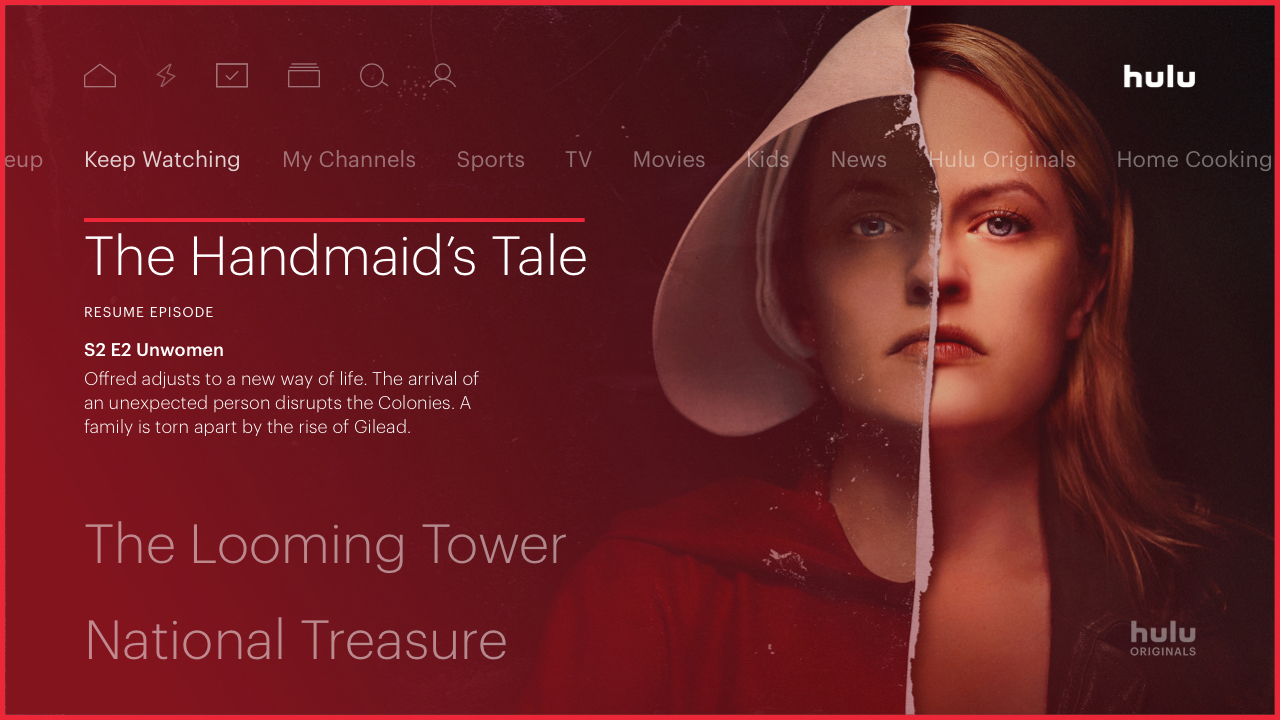 hulu
eup Keep Watching My Channels Sports TV Movies Kids News Hulu Originals Home Cooking
The Handmaid’s Tale
RESUME EPISODE
S2 E2 Unwomen
Offred adjusts to a new way of life. The arrival of
an unexpected person disrupts the Colonies. A
family is torn apart by the rise of Gilead.
The Looming Tower
National Treasure
hulu
ORIGINALS